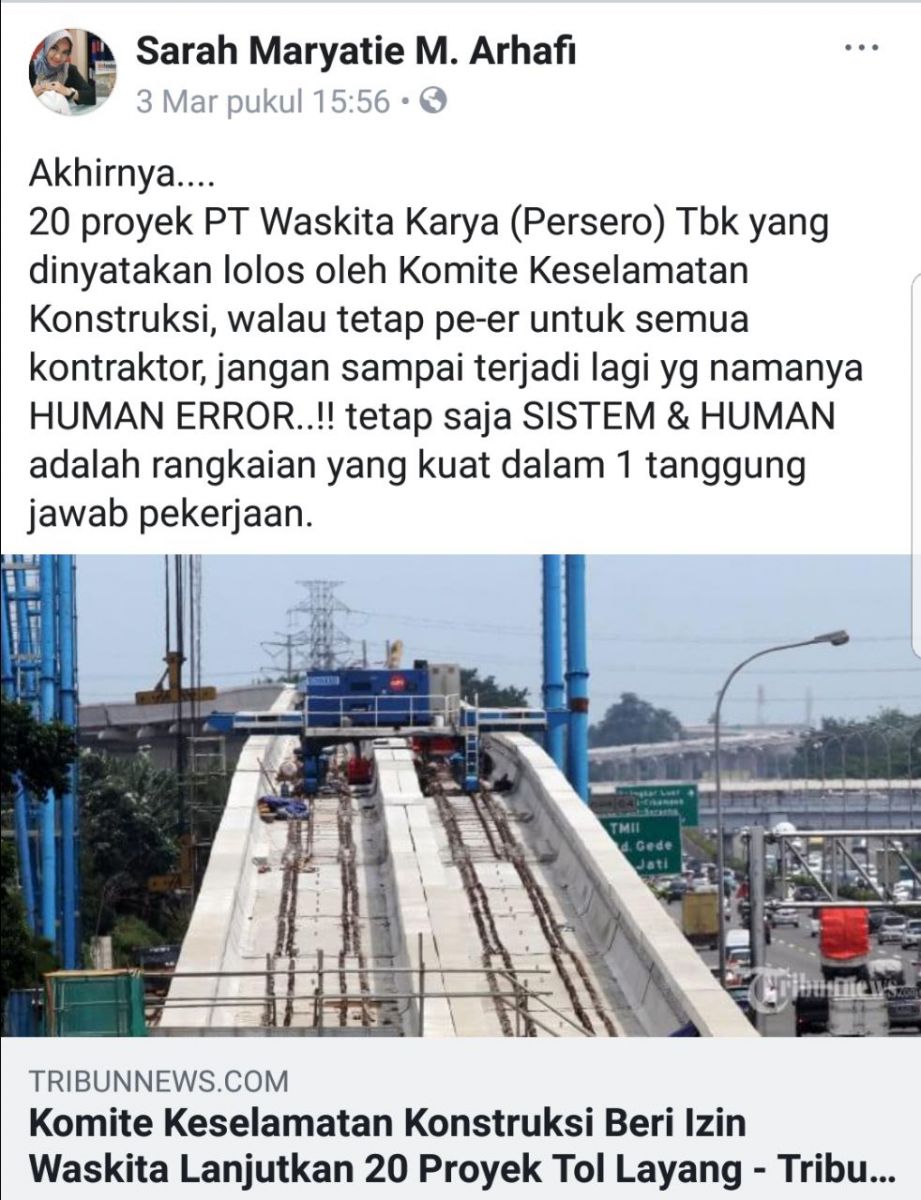 Sarah Maryatie M. Arhafi
3 Mar pukul 15:56 •
Akhirnya....
20 proyek PT Waskita Karya (Persero) Tbk yang
dinyatakan lolos oleh Komite Keselamatan
Konstruksi, walau tetap pe-er untuk semua
kontraktor, jangan sampai terjadi lagi yg namanya
HUMAN ERROR..!! tetap saja SISTEM & HUMAN
adalah rangkaian yang kuat dalam 1 tanggung
jawab pekerjaan.
TMII
Gede
Jati
Tribunnews.com
TRIBUNNEWS.COM
Komite Keselamatan Konstruksi Beri Izin
Waskita Lanjutkan 20 Proyek Tol Layang - Tribu...